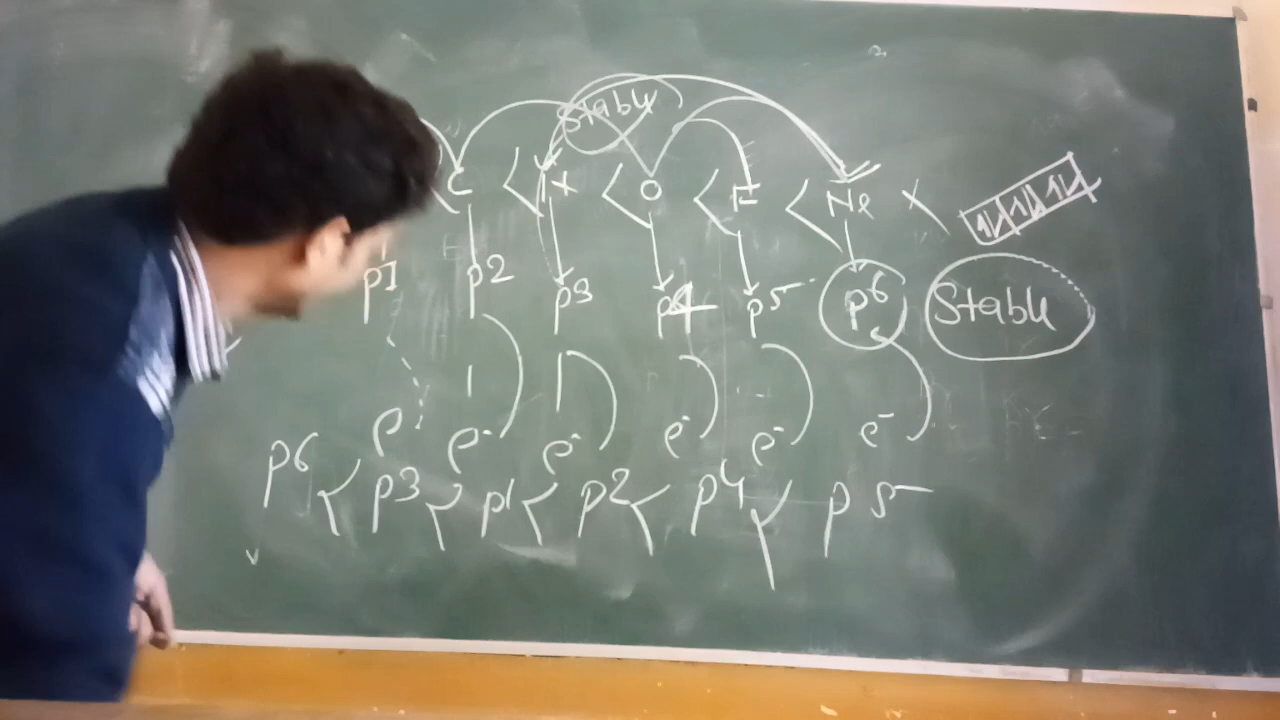 Stable
C < N < O < F < Ne
p1 p2 p3 p4 p5 p6 Stable
e e- e- e- e- e-
p6 < p3 < p1 < p2 < p4 < p5